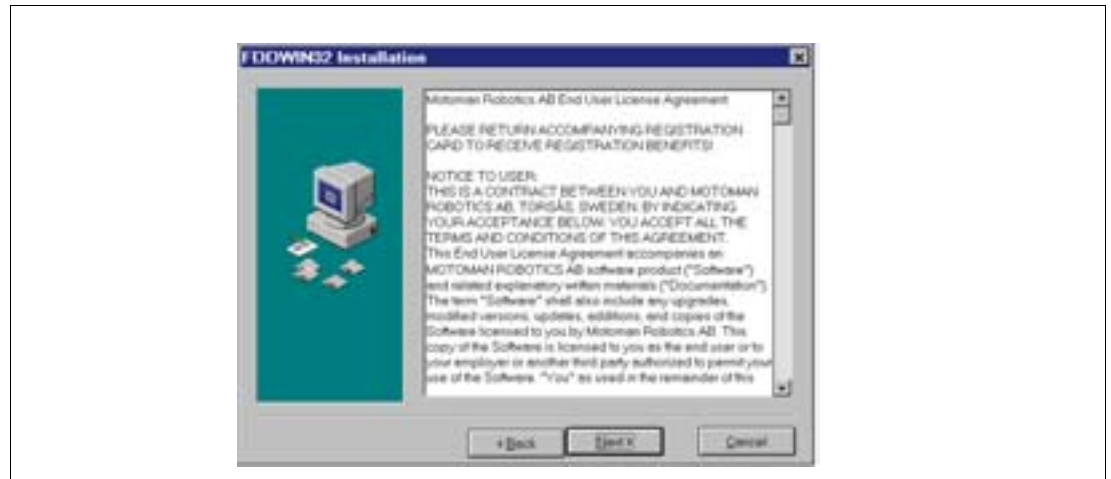 FDOWIN32 Installation
Motoman Robotics AB End User License Agreement
PLEASE RETURN ACCOMPANYING REGISTRATION
CARD TO RECEIVE REGISTRATION BENEFITS!
NOTICE TO USER:
THIS IS A CONTRACT BETWEEN YOU AND MOTOMAN
ROBOTICS AB, TORSÅS, SWEDEN. BY INDICATING
YOUR ACCEPTANCE BELOW, YOU ACCEPT ALL THE
TERMS AND CONDITIONS OF THIS AGREEMENT.
This End User License Agreement accompanies an
MOTOMAN ROBOTICS AB software product ("Software")
and related explanatory written materials ("Documentation")
The term "Software" shall also include any upgrades,
modified versions, updates, additions, and copies of the
Software licensed to you by Motoman Robotics AB. This
copy of the Software is licensed to you as the end user or to
your employer or another third party authorized to permit your
use of the Software. "You" as used in the remainder of this
< Back Next > Cancel